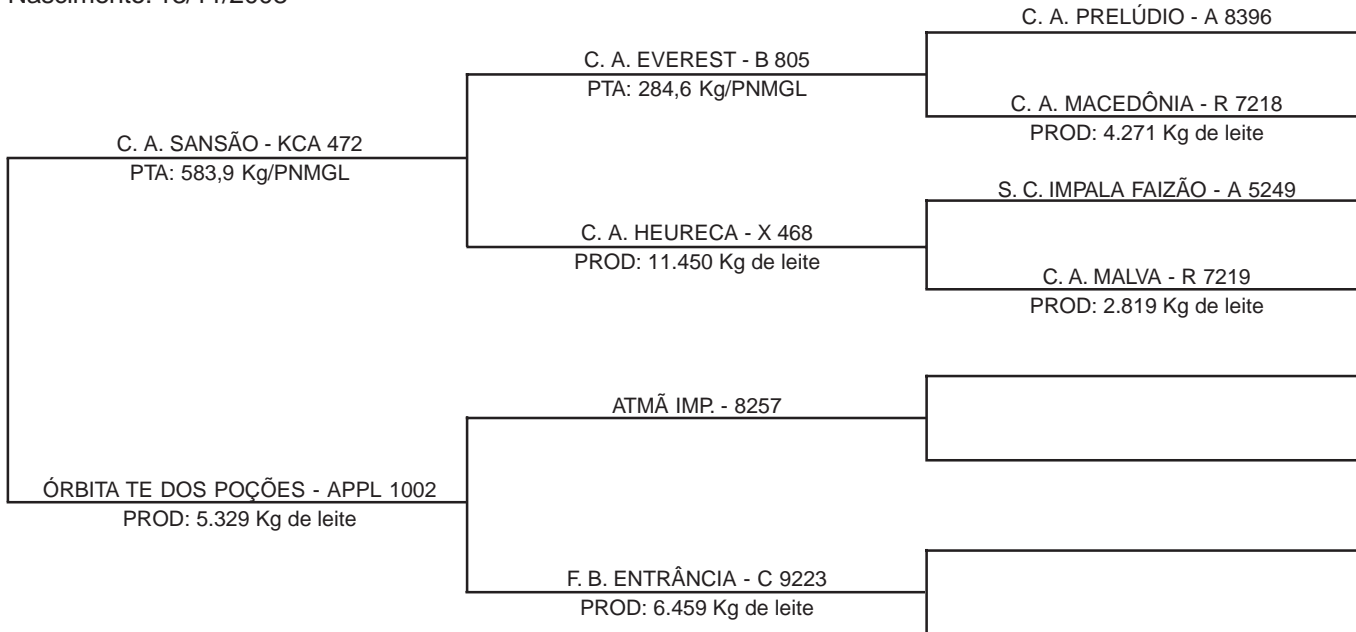 C. A. PRELÚDIO - A 8396
C. A. EVEREST - B 805
PTA: 284,6 Kg/PNMGL
C. A. MACEDÔNIA - R 7218
PROD: 4.271 Kg de leite
C. A. SANSÃO - KCA 472
PTA: 583,9 Kg/PNMGL
S. C. IMPALA FAIZÃO - A 5249
C. A. HEURECA - X 468
PROD: 11.450 Kg de leite
C. A. MALVA - R 7219
PROD: 2.819 Kg de leite
ATMÃ IMP. - 8257
ÓRBITA TE DOS POÇÕES - APPL 1002
PROD: 5.329 Kg de leite
F. B. ENTRÂNCIA - C 9223
PROD: 6.459 Kg de leite